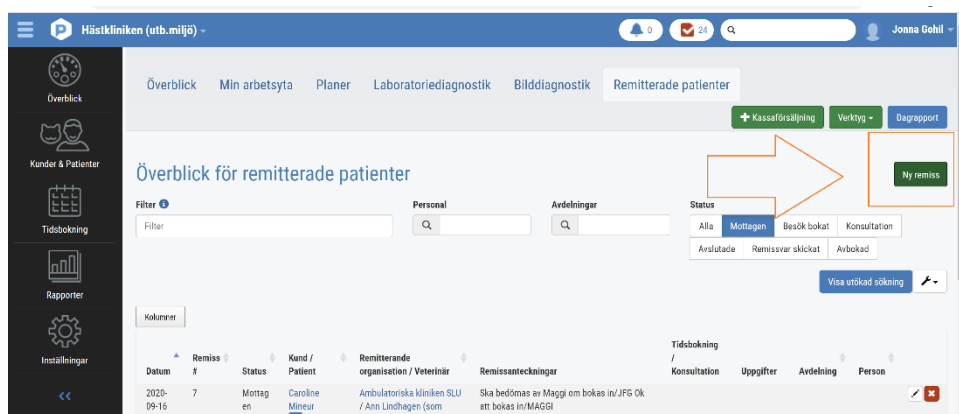 Hästkliniken (utb.miljö)
0
24
Jonna Gohil
Överblick
Kunder & Patienter
Tidsbokning
Rapporter
Inställningar
<<
Överblick Min arbetsyta Planer Laboratoriediagnostik Bilddiagnostik Remitterade patienter
+ Kassaförsäljning Verktyg Dagrapport
Ny remiss
Överblick för remitterade patienter
Filter Personal Avdelningar Status
Filter
Alla Mottagen Besök bokat Konsultation
Avslutade Remissvar skickat Avbokad
Visa utökad sökning
Kolumner
Tidsbokning
Remiss Kund / Remitterande /
Datum # Status Patient organisation / Veterinär Remissanteckningar Konsultation Uppgifter Avdelning Person
2020- 7 Mottag Caroline Ambulatoriska kliniken SLU Ska bedömas av Maggi om bokas in/JFG Ok
09-16 en Mineur / Ann Lindhagen (som att bokas in/MAGGI